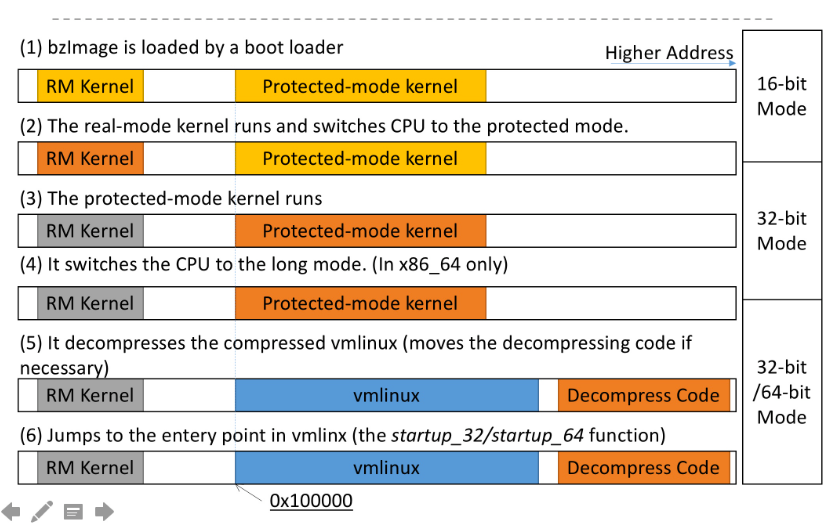 (1) bzImage is loaded by a boot loader
Higher Address
RM Kernel
Protected-mode kernel
16-bit
Mode
(2) The real-mode kernel runs and switches CPU to the protected mode.
RM Kernel
Protected-mode kernel
(3) The protected-mode kernel runs
RM Kernel
Protected-mode kernel
32-bit
Mode
(4) It switches the CPU to the long mode. (In x86_64 only)
RM Kernel
Protected-mode kernel
(5) It decompresses the compressed vmlinux (moves the decompressing code if
necessary)
RM Kernel
vmlinux
Decompress Code
32-bit
/64-bit
Mode
(6) Jumps to the entery point in vmlinx (the startup_32/startup_64 function)
RM Kernel
vmlinux
Decompress Code
0x100000